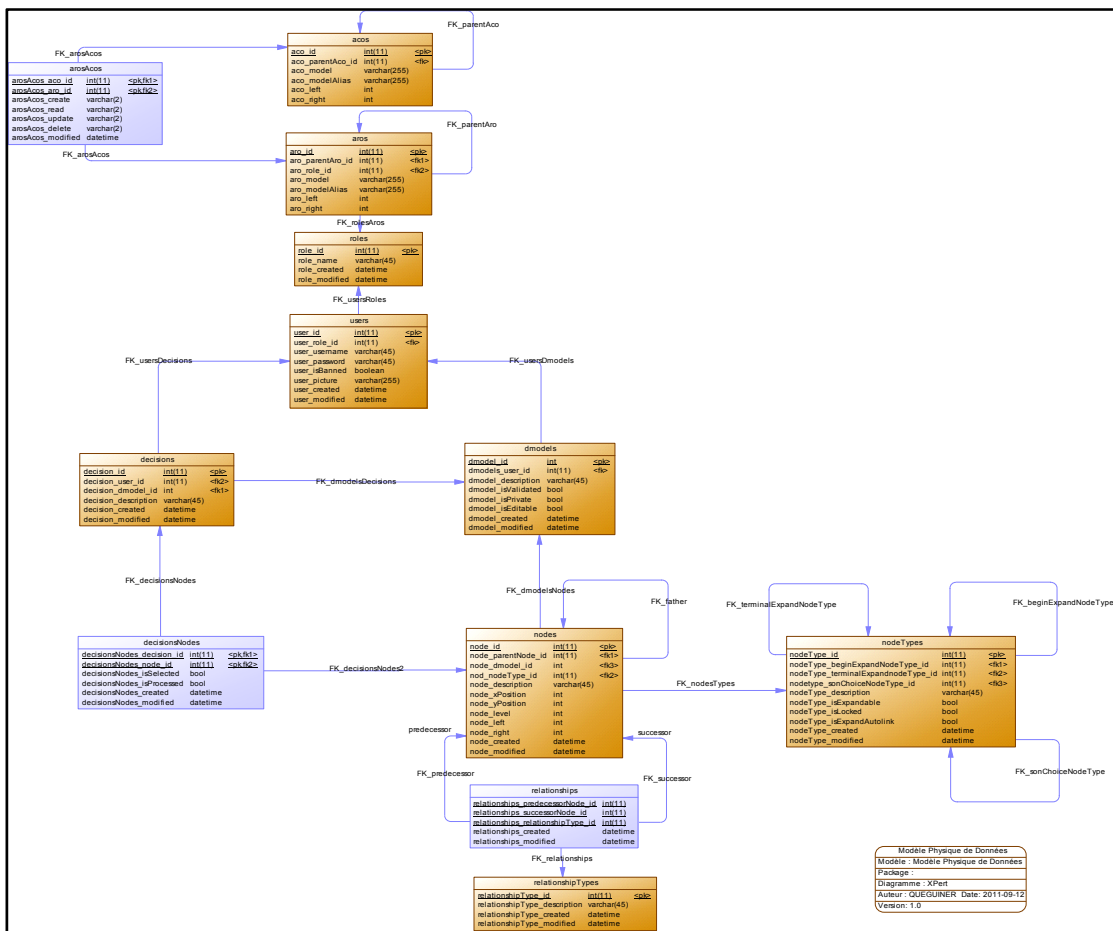 FK_parentAco
acos
aco_id int(11) <pk>
aco_parentAco_id int(11) <fk>
aco_model varchar(255)
aco_modelAlias varchar(255)
aco_left int
aco_right int
FK_arosAcos
arosAcos
arosAcos_aco_id int(11) <pk,fk1>
arosAcos_aro_id int(11) <pk,fk2>
arosAcos_create varchar(2)
arosAcos_read varchar(2)
arosAcos_update varchar(2)
arosAcos_delete varchar(2)
arosAcos_modified datetime
FK_arosAcos
FK_parentAro
aros
aro_id int(11) <pk>
aro_parentAro_id int(11) <fk1>
aro_role_id int(11) <fk2>
aro_model varchar(255)
aro_modelAlias varchar(255)
aro_left int
aro_right int
FK_rolesAros
roles
role_id int(11) <pk>
role_name varchar(45)
role_created datetime
role_modified datetime
FK_usersRoles
users
user_id int(11) <pk>
user_role_id int(11) <fk>
user_username varchar(45)
user_password varchar(45)
user_isBanned boolean
user_picture varchar(255)
user_created datetime
user_modified datetime
FK_usersDecisions
FK_usersDmodels
decisions
decision_id int(11) <pk>
decision_user_id int(11) <fk2>
decision_dmodel_id int <fk1>
decision_description varchar(45)
decision_created datetime
decision_modified datetime
FK_dmodelsDecisions
dmodels
dmodel_id int <pk>
dmodels_user_id int(11) <fk>
dmodel_description varchar(45)
dmodel_isValidated bool
dmodel_isPrivate bool
dmodel_isEditable bool
dmodel_created datetime
dmodel_modified datetime
FK_decisionsNodes
FK_dmodelsNodes
FK_father
FK_terminalExpandNodeType
FK_beginExpandNodeType
decisionsNodes
decisionsNodes_decision_id int(11) <pk,fk1>
decisionsNodes_node_id int(11) <pk,fk2>
decisionsNodes_isSelected bool
decisionsNodes_isProcessed bool
decisionsNodes_created datetime
decisionsNodes_modified datetime
FK_decisionsNodes2
nodes
node_id int(11) <pk>
node_parentNode_id int(11) <fk1>
node_dmodel_id int <fk3>
nod_nodeType_id int(11) <fk2>
node_description varchar(45)
node_xPosition int
node_yPosition int
node_level int
node_left int
node_right int
node_created datetime
node_modified datetime
FK_nodesTypes
nodeTypes
nodeType_id int(11) <pk>
nodeType_beginExpandNodeType_id int(11) <fk1>
nodeType_terminalExpandnodeType_id int(11) <fk2>
nodetype_sonChoiceNodeType_id int(11) <fk3>
nodeType_description varchar(45)
nodeType_isExpandable bool
nodeType_isLocked bool
nodeType_isExpandAutolink bool
nodeType_created datetime
nodeType_modified datetime
FK_sonChoiceNodeType
predecessor
successor
FK_predecessor
FK_successor
relationships
relationships_predecessorNode_id int(11)
relationships_successorNode_id int(11)
relationships_relationshipType_id int(11)
relationships_created datetime
relationships_modified datetime
FK_relationships
relationshipTypes
relationshipType_id int(11) <pk>
relationshipType_description varchar(45)
relationshipType_created datetime
relationshipType_modified datetime
Modèle Physique de Données
Modèle : Modèle Physique de Données
Package :
Diagramme : XPert
Auteur : QUEGUINER Date: 2011-09-12
Version: 1.0